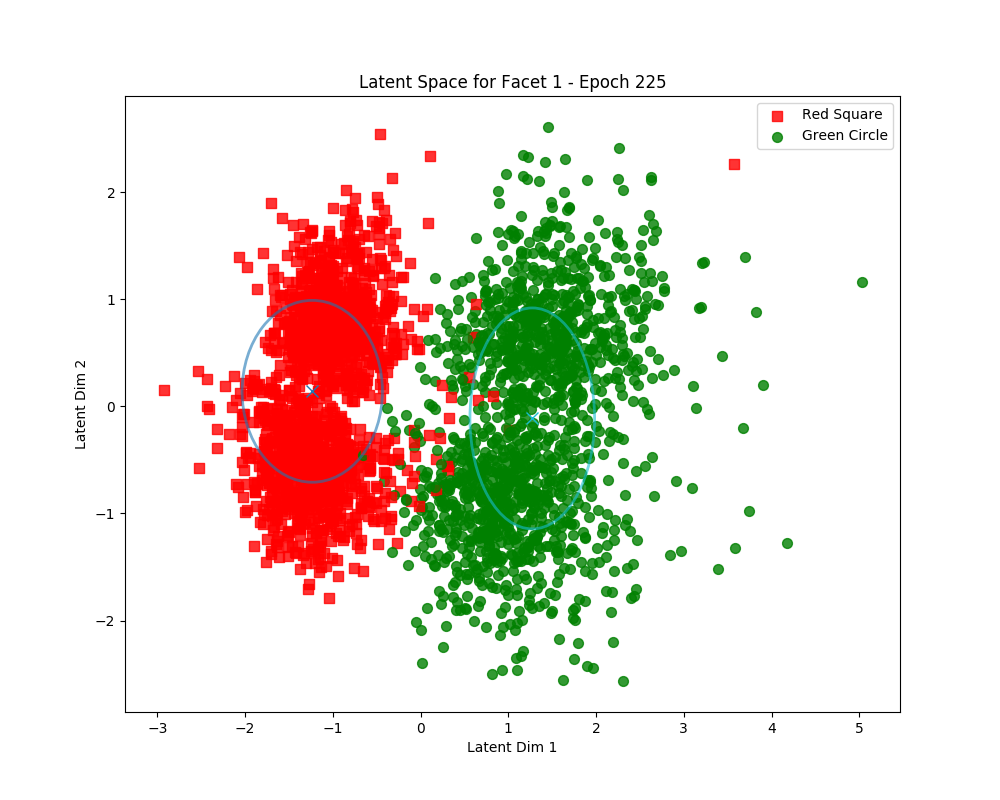 Latent Space for Facet 1 - Epoch 225
Red Square
Green Circle
2
1
0
−1
−2
Latent Dim 2
−3
−2
−1
0
1
2
3
4
5
Latent Dim 1